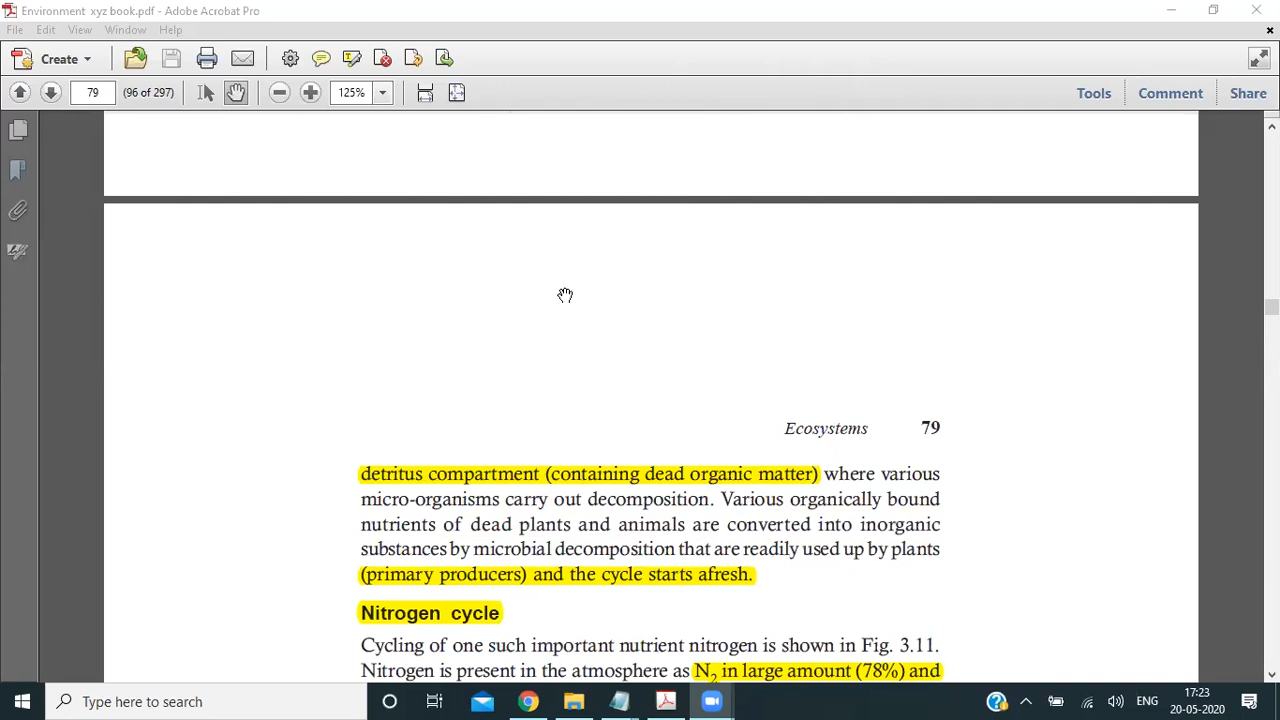 Environment xyz book.pdf - Adobe Acrobat Pro
File Edit View Window Help
Create
79 (96 of 297) 125% Tools Comment Share
Ecosystems 79
detritus compartment (containing dead organic matter) where various
micro-organisms carry out decomposition. Various organically bound
nutrients of dead plants and animals are converted into inorganic
substances by microbial decomposition that are readily used up by plants
(primary producers) and the cycle starts afresh.
Nitrogen cycle
Cycling of one such important nutrient nitrogen is shown in Fig. 3.11.
Nitrogen is present in the atmosphere as N₂ in large amount (78%) and
Type here to search
ENG
17:23
20-05-2020